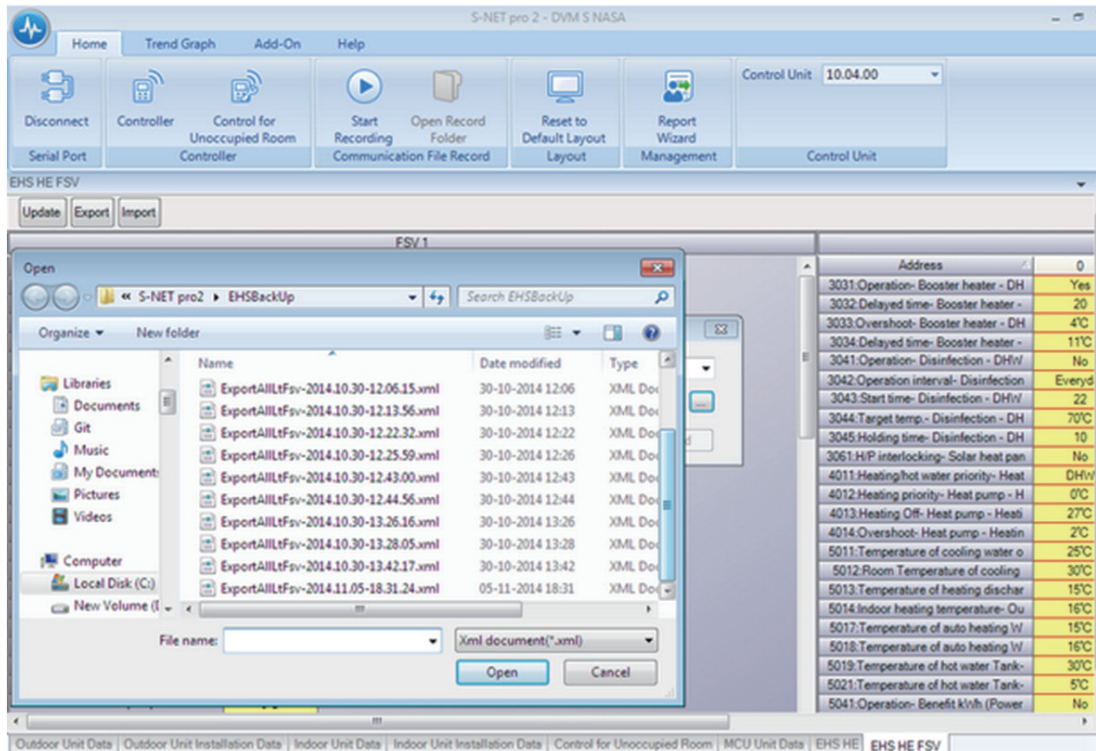 S-NET pro 2 - DVM S NASA
Home Trend Graph Add-On Help
Control Unit 10.04.00
Disconnect Controller Control for Unoccupied Room Start Recording Open Record Folder Reset to Default Layout Report Wizard
Serial Port Controller Communication File Record Layout Management Control Unit
EHS HE FSV
Update Export Import
FSV 1
Open
« S-NET pro2 EHSBackUp Search EHSBackUp
Organize New folder
Libraries
Documents
Git
Music
My Document
Pictures
Videos
Computer
Local Disk (C:)
New Volume (
Name Date modified Type
ExportAllLtFsv-2014.10.30-12.06.15.xml 30-10-2014 12:06 XML Do
ExportAllLtFsv-2014.10.30-12.13.56.xml 30-10-2014 12:13 XML Do
ExportAllLtFsv-2014.10.30-12.22.32.xml 30-10-2014 12:22 XML Do
ExportAllLtFsv-2014.10.30-12.25.59.xml 30-10-2014 12:26 XML Do
ExportAllLtFsv-2014.10.30-12.43.00.xml 30-10-2014 12:43 XML Do
ExportAllLtFsv-2014.10.30-12.44.56.xml 30-10-2014 12:44 XML Do
ExportAllLtFsv-2014.10.30-13.26.16.xml 30-10-2014 13:26 XML Do
ExportAllLtFsv-2014.10.30-13.28.05.xml 30-10-2014 13:28 XML Do
ExportAllLtFsv-2014.10.30-13.42.17.xml 30-10-2014 13:42 XML Do
ExportAllLtFsv-2014.11.05-18.31.24.xml 05-11-2014 18:31 XML Do
File name: Xml document(*.xml)
Open Cancel
Address 0
3031:Operation- Booster heater - DH Yes
3032:Delayed time- Booster heater - 20
3033:Overshoot- Booster heater - DH 4℃
3034:Delayed time- Booster heater - 11℃
3041:Operation- Disinfection - DHW No
3042:Operation interval- Disinfection Everyd
3043:Start time- Disinfection - DHW 22
3044:Target temp.- Disinfection - DH 70℃
3045:Holding time- Disinfection - DH 10
3061:H/P interlocking- Solar heat pan No
4011:Heating/hot water priority- Heat DHW
4012:Heating priority- Heat pump - H 0℃
4013:Heating Off- Heat pump - Heati 27℃
4014:Overshoot- Heat pump - Heatin 2℃
5011:Temperature of cooling water o 25℃
5012:Room Temperature of cooling 30℃
5013:Temperature of heating dischar 15℃
5014:Indoor heating temperature- Ou 16℃
5017:Temperature of auto heating W 15℃
5018:Temperature of auto heating W 16℃
5019:Temperature of hot water Tank- 30℃
5021:Temperature of hot water Tank- 5℃
5041:Operation- Benefit kWh (Power No
Outdoor Unit Data Outdoor Unit Installation Data Indoor Unit Data Indoor Unit Installation Data Control for Unoccupied Room MCU Unit Data EHS HE EHS HE FSV